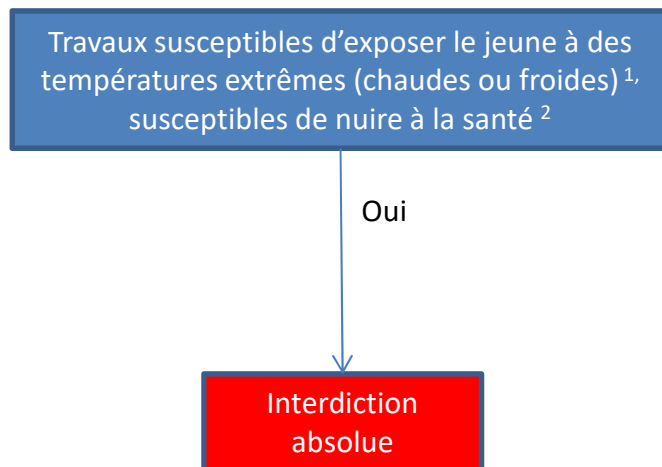 Travaux susceptibles d’exposer le jeune à des
températures extrêmes (chaudes ou froides) ¹,
susceptibles de nuire à la santé ²
Oui
Interdiction
absolue